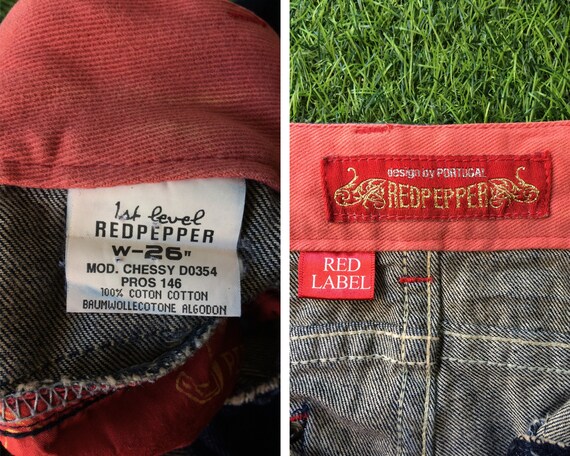 1st level
REDPEPPER
W-26"
MOD. CHESSY D0354
PROS 146
100% COTON COTTON
BAUMWOLLECOTONE ALGODON
design by PORTUGAL
REDPEPPER
RED
LABEL